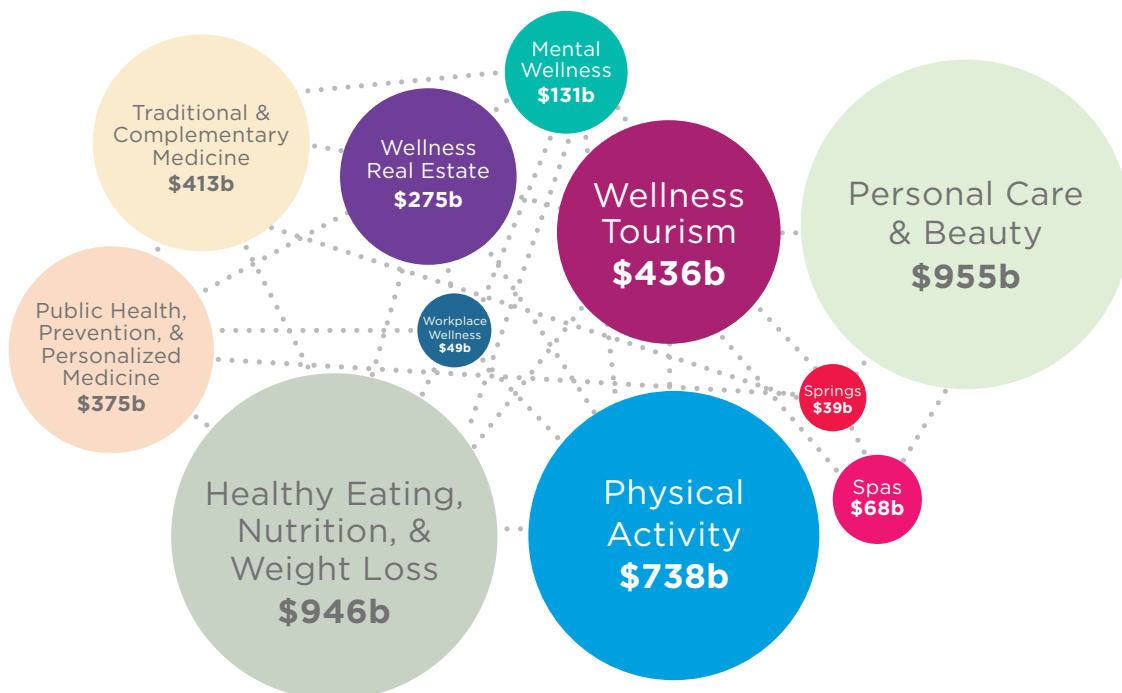 Mental
Wellness
$131b
Traditional &
Complementary
Medicine
$413b
Wellness
Real Estate
$275b
Wellness
Tourism
$436b
Personal Care
& Beauty
$955b
Public Health,
Prevention, &
Personalized
Medicine
$375b
Workplace
Wellness
$49b
Springs
$39b
Healthy Eating,
Nutrition, &
Weight Loss
$946b
Physical
Activity
$738b
Spas
$68b